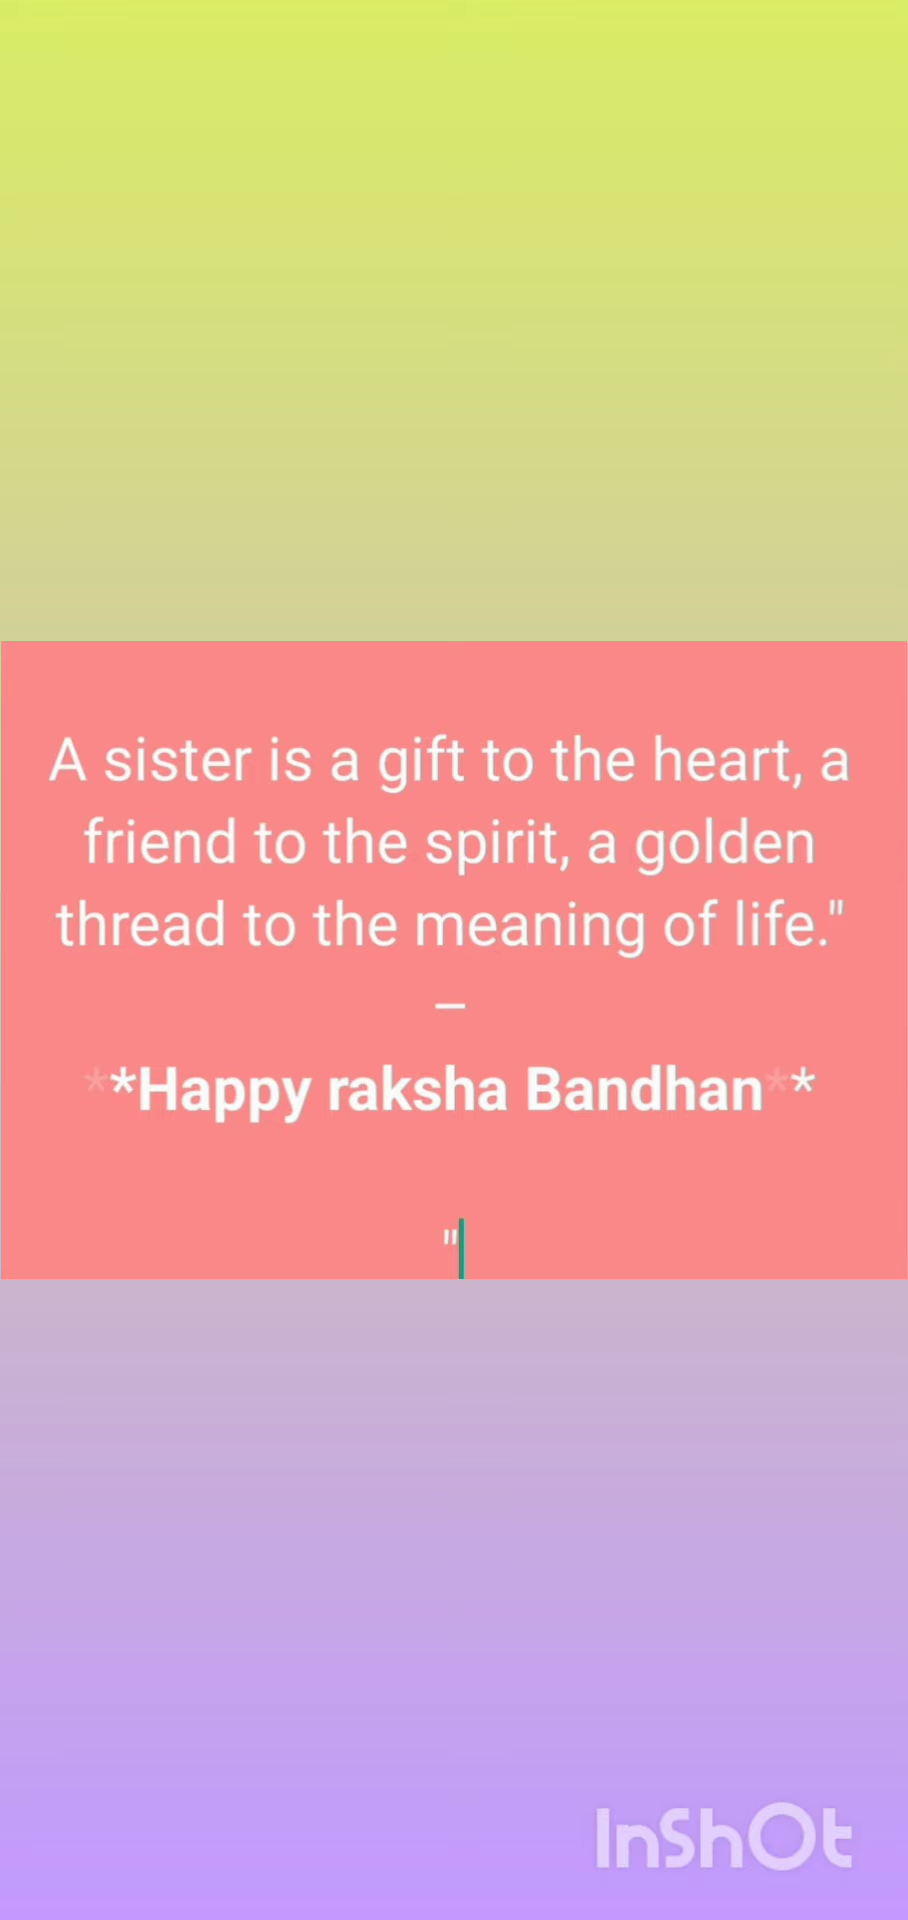 A sister is a gift to the heart, a
friend to the spirit, a golden
thread to the meaning of life."
–
**Happy raksha Bandhan**
"
InShOt